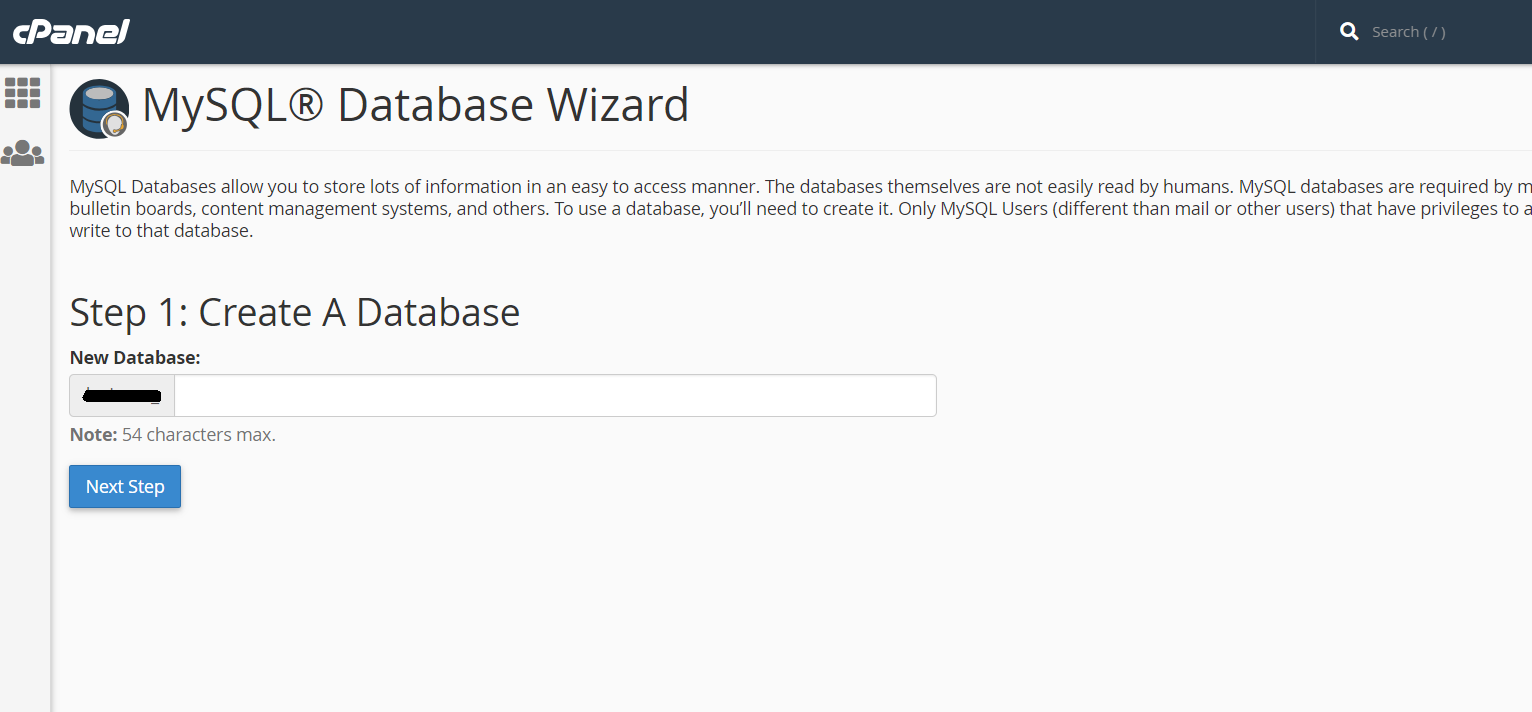 cPanel
Search ( / )
MySQL® Database Wizard
MySQL Databases allow you to store lots of information in an easy to access manner. The databases themselves are not easily read by humans. MySQL databases are required by
bulletin boards, content management systems, and others. To use a database, you’ll need to create it. Only MySQL Users (different than mail or other users) that have privileges to
write to that database.
Step 1: Create A Database
New Database:
Note: 54 characters max.
Next Step